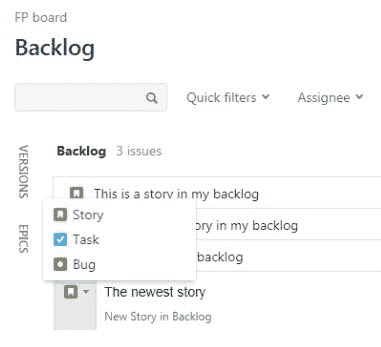 FP board
Backlog
Quick filters Assignee
VERSIONS
Backlog 3 issues
This is a story in my backlog
Story
ory in my backlog
Task
backlog
Bug
EPICS
The newest story
New Story in Backlog